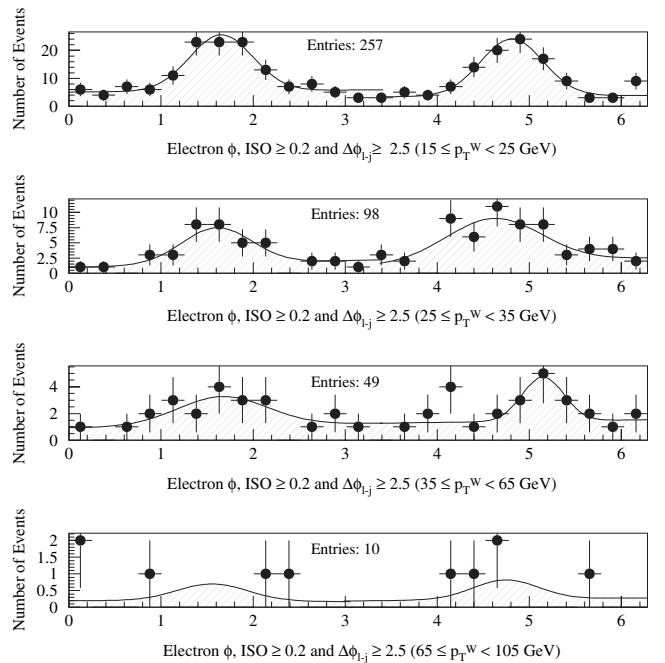 Number of Events
20
10
0
Entries: 257
0 1 2 3 4 5 6
Electron ϕ, ISO ≥ 0.2 and Δϕl-j ≥ 2.5 (15 ≤ pTW < 25 GeV)
Number of Events
10
7.5
5
2.5
0
Entries: 98
0 1 2 3 4 5 6
Electron ϕ, ISO ≥ 0.2 and Δϕl-j ≥ 2.5 (25 ≤ pTW < 35 GeV)
Number of Events
4
2
0
Entries: 49
0 1 2 3 4 5 6
Electron ϕ, ISO ≥ 0.2 and Δϕl-j ≥ 2.5 (35 ≤ pTW < 65 GeV)
Number of Events
2
1.5
1
0.5
0
Entries: 10
0 1 2 3 4 5 6
Electron ϕ, ISO ≥ 0.2 and Δϕl-j ≥ 2.5 (65 ≤ pTW < 105 GeV)